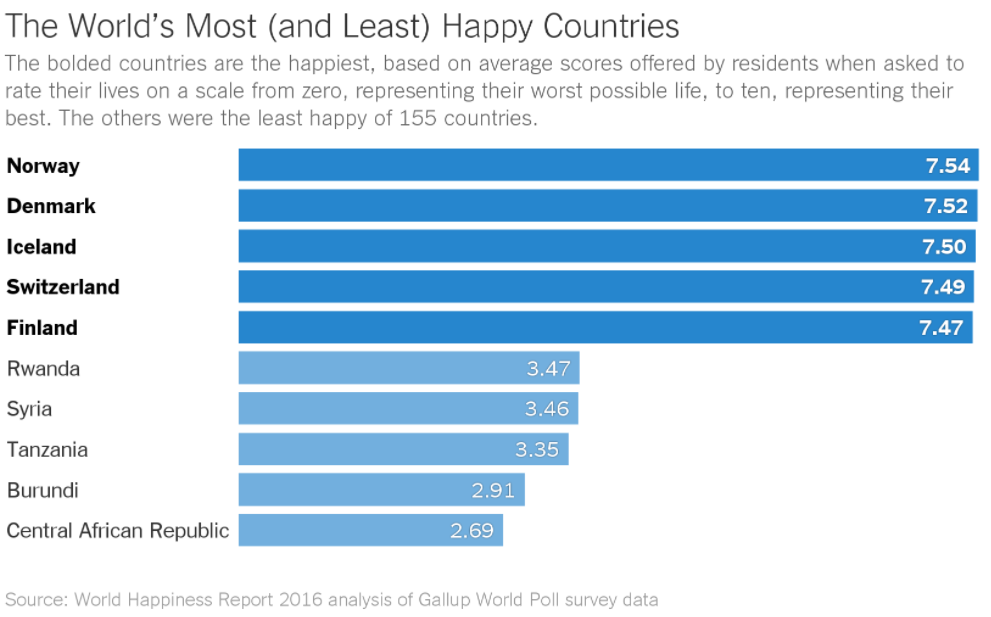 The World’s Most (and Least) Happy Countries
The bolded countries are the happiest, based on average scores offered by residents when asked to
rate their lives on a scale from zero, representing their worst possible life, to ten, representing their
best. The others were the least happy of 155 countries.
Norway 7.54
Denmark 7.52
Iceland 7.50
Switzerland 7.49
Finland 7.47
Rwanda 3.47
Syria 3.46
Tanzania 3.35
Burundi 2.91
Central African Republic 2.69
Source: World Happiness Report 2016 analysis of Gallup World Poll survey data